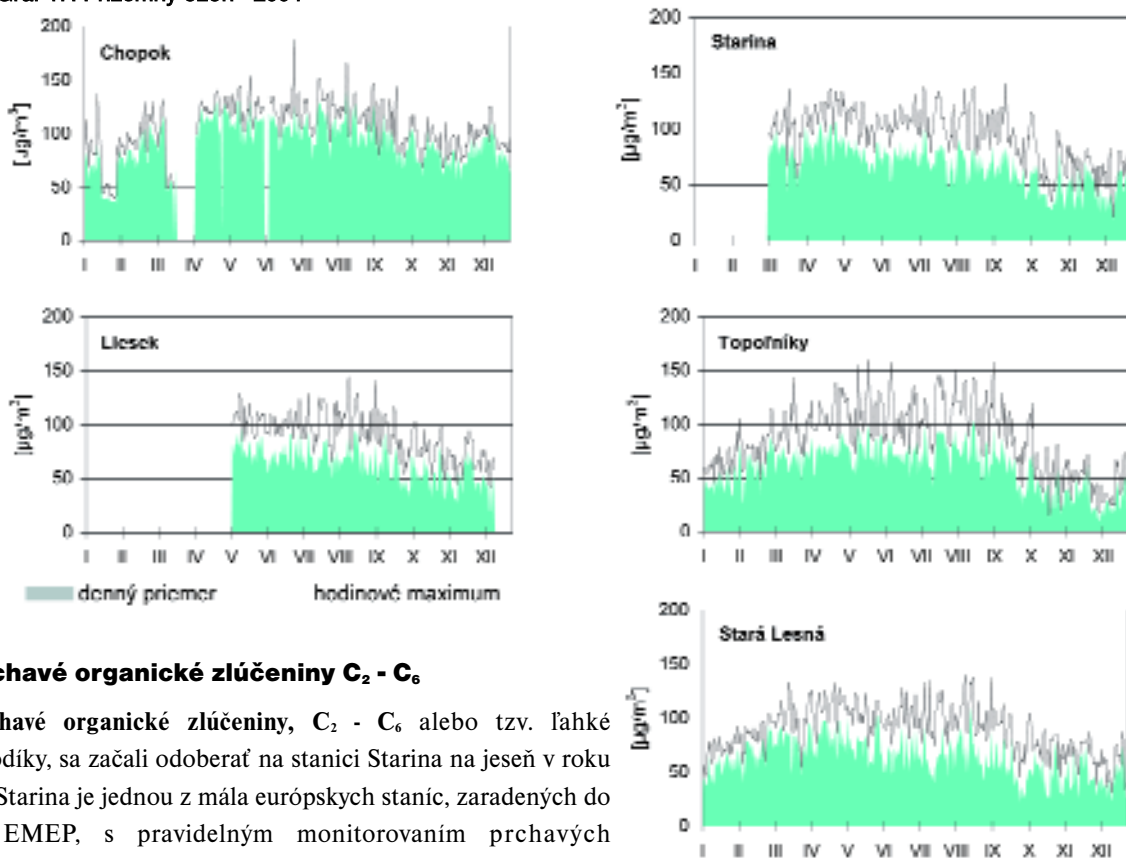 200
150
100
50
0
[µg/m³]
Chopok
I II III IV V VI VII VIII IX X XI XII
200
150
100
50
0
[µg/m³]
Starina
I II III IV V VI VII VIII IX X XI XII
200
150
100
50
0
[µg/m³]
Liesek
I II III IV V VI VII VIII IX X XI XII
200
150
100
50
0
[µg/m³]
Topoľníky
I II III IV V VI VII VIII IX X XI XII
denný priemer hodinové maximum
200
150
100
50
0
[µg/m³]
Stará Lesná
I II III IV V VI VII VIII IX X XI XII
chavé organické zlúčeniny C₂ - C₆
havé organické zlúčeniny, C₂ - C₆ alebo tzv. ľahké
odíky, sa začali odoberať na stanici Starina na jeseň v roku
Starina je jednou z mála európskych staníc, zaradených do
EMEP, s pravidelným monitorovaním prchavých